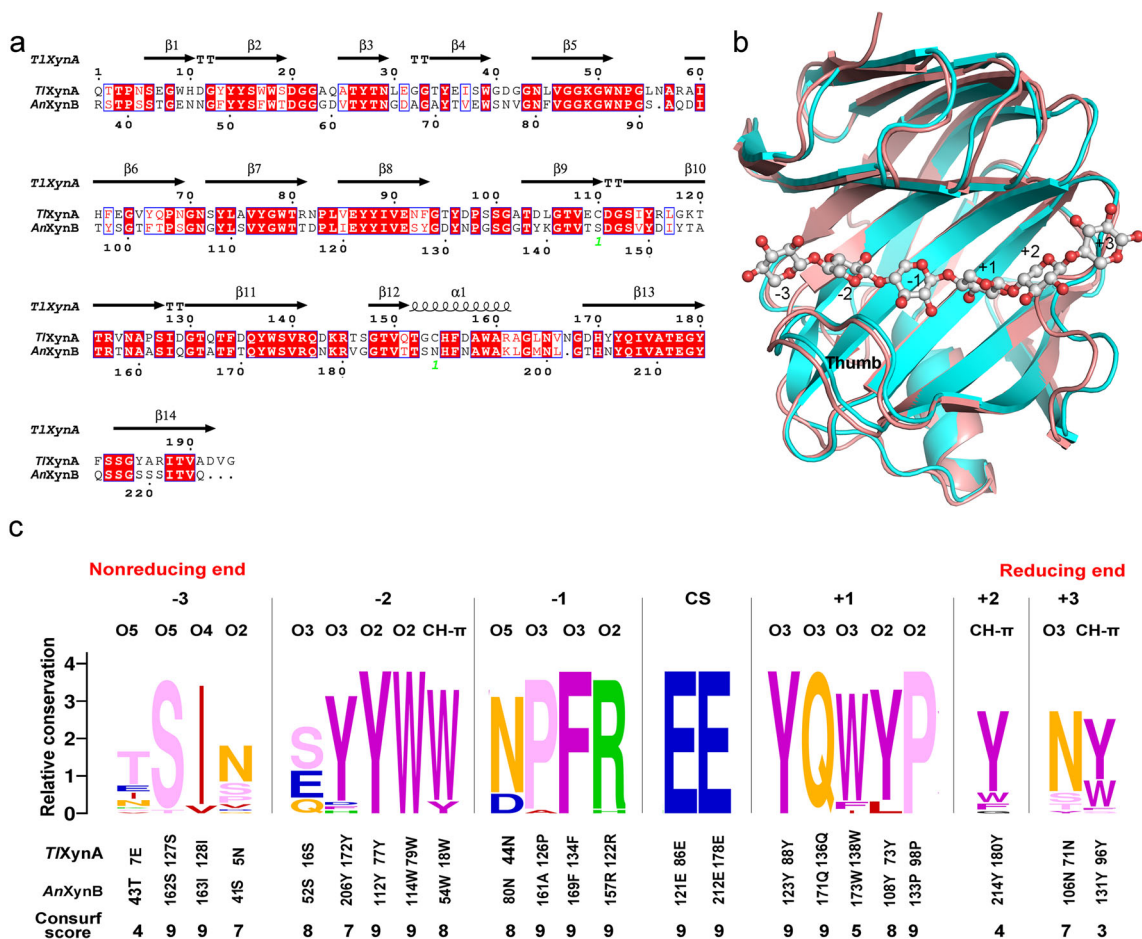 a
β1 TT β2 β3 TT β4 β5
TlXynA
1 10 20 30 40 50 60
TlXynA QTTPNSEGWHDGYYYSWWSDGGAQATYTNLEGGTYEISWGDGGNLVGGKGWNPGLNARAI
AnXynB RSTPSSTGENNGFYYSFWTDGGGDVTYTNGDAGAYTVEWSNVGNFVGGKGWNPGS.AQDI
40 50 60 70 80 90
β6 β7 β8 β9 TT β10
TlXynA
70 80 90 100 110 120
TlXynA HFEGVYQPNGNSYLAVYGWTRNPLVEYYIVENFGTYDPSSGATDLGTVECDGSIYRLGKT
AnXynB TYSGTFTPSGNGYLSVYGWTTDPLIEYYIVESYGDYNPGSGGTYKGTVTSDGSVYDIYTA
100 110 120 130 140 150
1
TT β11 β12 α1 β13
TlXynA
130 140 150 160 170 180
TlXynA TRVNAPSIDGTQTFDQYWSVRQDKRTSGTVQTGCHFDAWARAGLNVNGDHYYQIVATEGY
AnXynB TRTNAASIQGTATFDQYWSVRQNKRVGGTVTTSNHFNAWAKLGMNL.GTHNYQIVATEGY
160 170 180 190 200 210
1
β14
TlXynA
190
TlXynA FSSGYARITVADVG
AnXynB QSSGSSSITVQ...
220
b
-3 -2 -1 +1 +2 +3
Thumb
c
Nonreducing end Reducing end
-3 -2 -1 CS +1 +2 +3
O5 O5 O4 O2 O3 O3 O2 O2 CH-π O5 O3 O3 O2 O3 O3 O3 O2 O2 CH-π O3 CH-π
Relative conservation
4
3
2
1
0
TlXynA 7E 127S 128I 5N 16S 172Y 77Y 79W 18W 44N 126P 134F 122R 86E 178E 88Y 136Q 138W 73Y 98P 180Y 71N 96Y
AnXynB 43T 162S 163I 41S 52S 206Y 112Y 114W 54W 80N 161A 169F 157R 121E 212E 123Y 171Q 173W 108Y 133P 214Y 106N 131Y
Consurf score 4 9 9 7 8 7 9 9 8 8 9 9 9 9 9 9 9 5 8 9 4 7 3